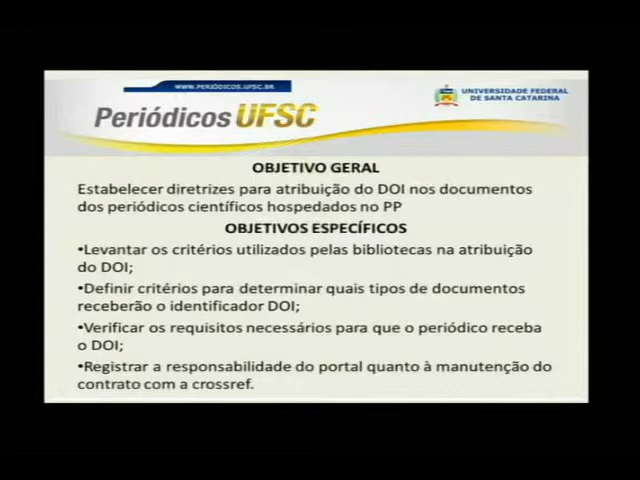 WWW.PERIÓDICOS.UFSC.BR
Periódicos UFSC
UNIVERSIDADE FEDERAL
DE SANTA CATARINA
OBJETIVO GERAL
Estabelecer diretrizes para atribuição do DOI nos documentos
dos periódicos científicos hospedados no PP
OBJETIVOS ESPECÍFICOS
•Levantar os critérios utilizados pelas bibliotecas na atribuição
do DOI;
•Definir critérios para determinar quais tipos de documentos
receberão o identificador DOI;
•Verificar os requisitos necessários para que o periódico receba
o DOI;
•Registrar a responsabilidade do portal quanto à manutenção do
contrato com a crossref.